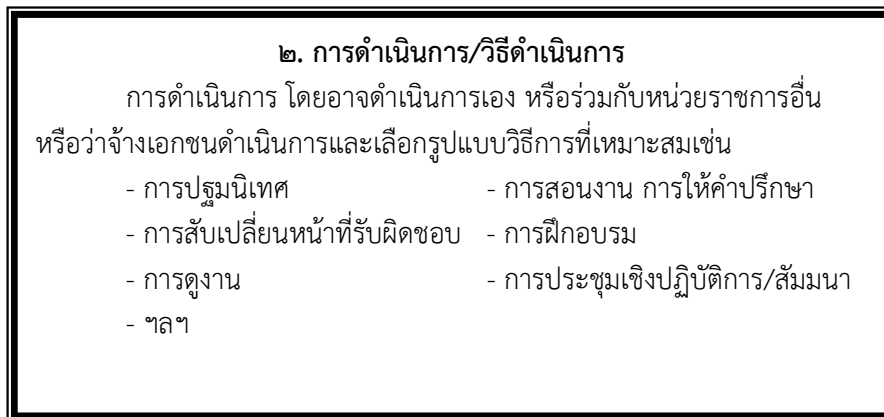 ๒. การดำเนินการ/วิธีดำเนินการ
การดำเนินการ โดยอาจดำเนินการเอง หรือร่วมกับหน่วยราชการอื่น
หรือว่าจ้างเอกชนดำเนินการและเลือกรูปแบบวิธีการที่เหมาะสมเช่น
- การปฐมนิเทศ - การสอนงาน การให้คำปรึกษา
- การสับเปลี่ยนหน้าที่รับผิดชอบ - การฝึกอบรม
- การดูงาน - การประชุมเชิงปฏิบัติการ/สัมมนา
- ฯลฯ